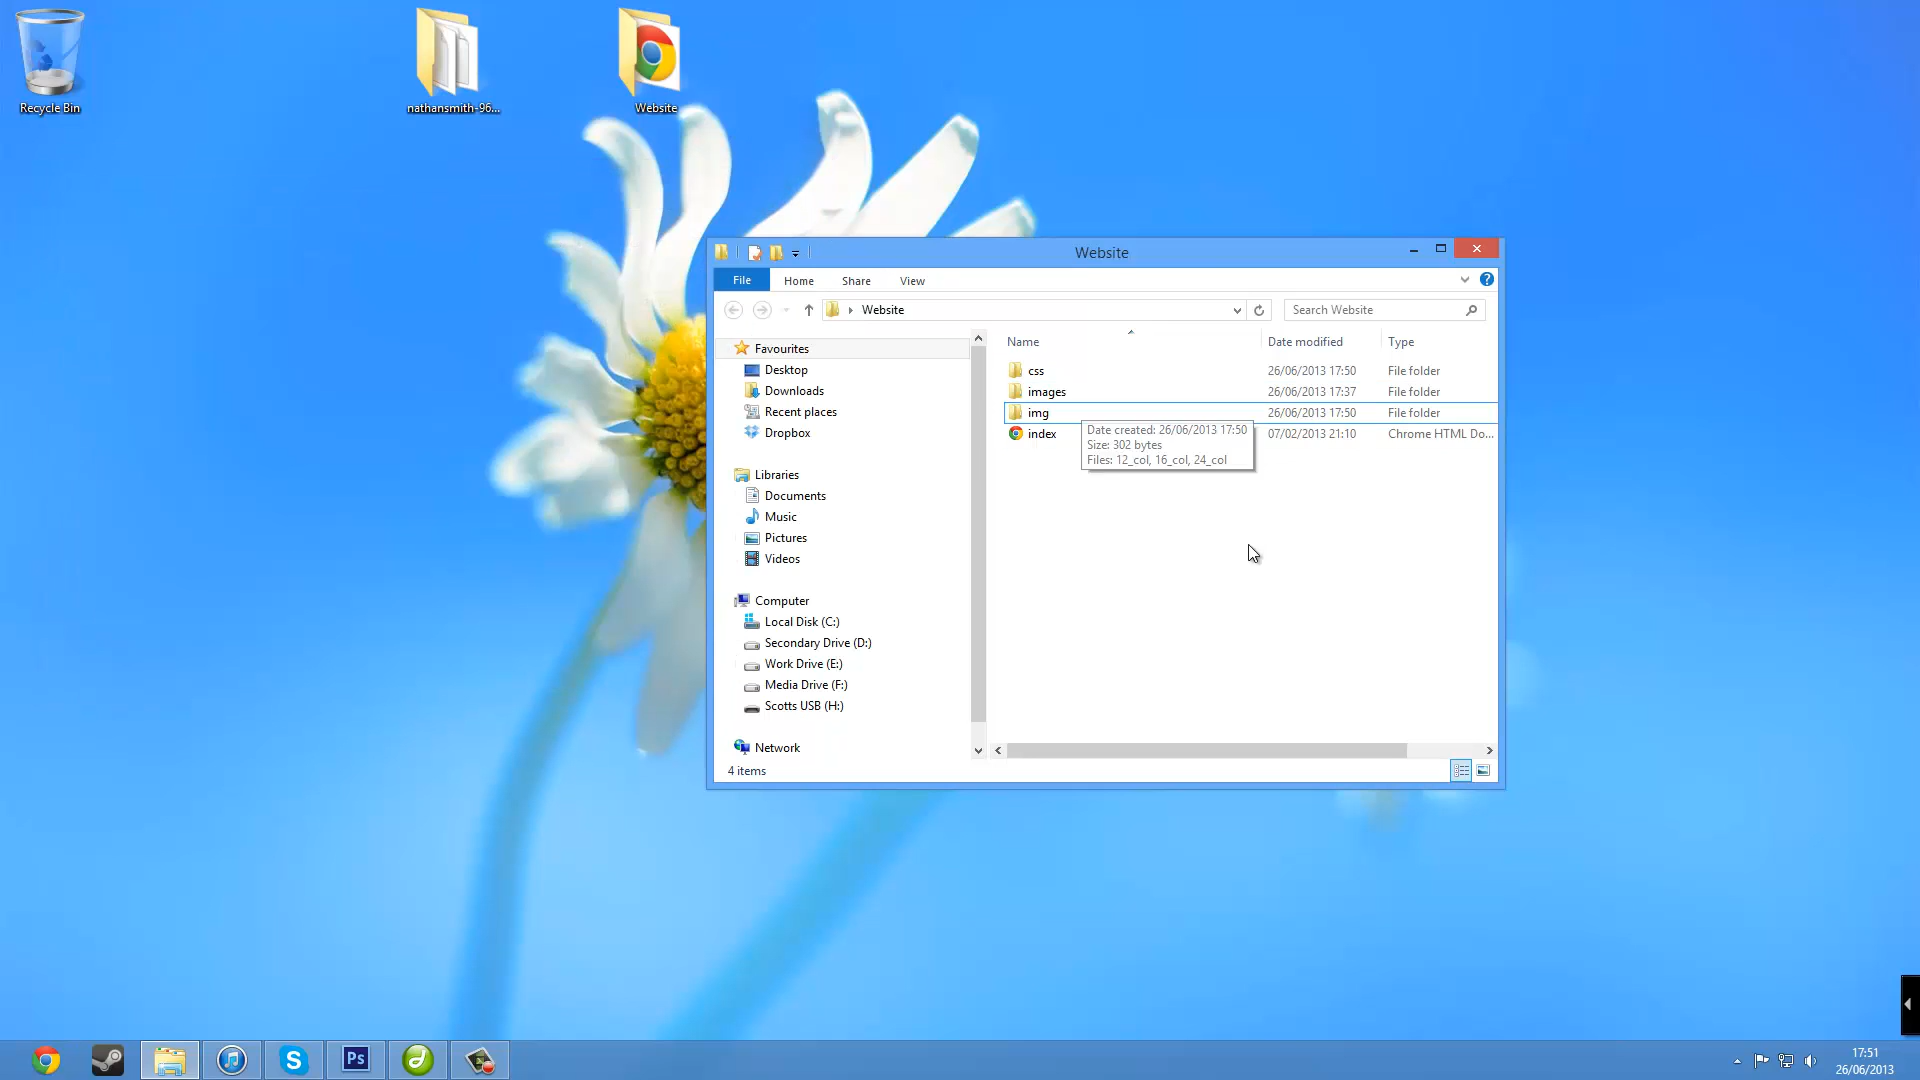 Recycle Bin
nathansmith-96...
Website
Website
File
Home
Share
View
Website
Search Website
Name
Date modified
Type
Favourites
Desktop
Downloads
Recent places
Dropbox
Libraries
Documents
Music
Pictures
Videos
Computer
Local Disk (C:)
Secondary Drive (D:)
Work Drive (E:)
Media Drive (F:)
Scotts USB (H:)
Network
css 26/06/2013 17:50 File folder
images 26/06/2013 17:37 File folder
img 26/06/2013 17:50 File folder
index 07/02/2013 21:10 Chrome HTML Do...
Date created: 26/06/2013 17:50
Size: 302 bytes
Files: 12_col, 16_col, 24_col
4 items
Ps
17:51
26/06/2013